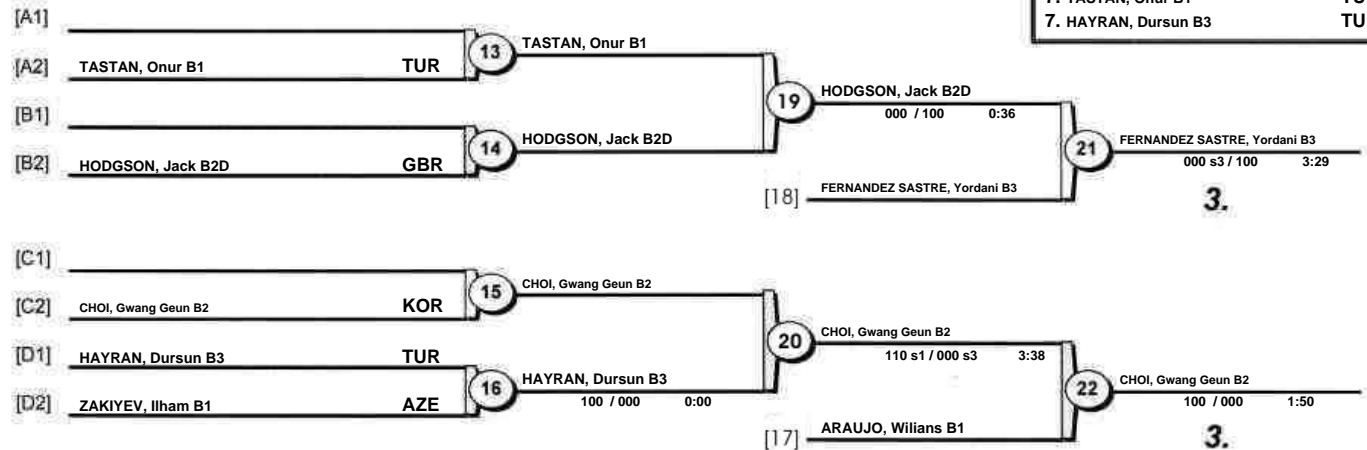 7. HAYRAN, Dursun B3 TU
[A1]
[A2] TASTAN, Onur B1 TUR
13 TASTAN, Onur B1
[B1]
[B2] HODGSON, Jack B2D GBR
14 HODGSON, Jack B2D
19 HODGSON, Jack B2D
000 / 100 0:36
[18] FERNANDEZ SASTRE, Yordani B3
21 FERNANDEZ SASTRE, Yordani B3
000 s3 / 100 3:29
3.
[C1]
[C2] CHOI, Gwang Geun B2 KOR
15 CHOI, Gwang Geun B2
[D1] HAYRAN, Dursun B3 TUR
[D2] ZAKIYEV, Ilham B1 AZE
16 HAYRAN, Dursun B3
100 / 000 0:00
20 CHOI, Gwang Geun B2
110 s1 / 000 s3 3:38
[17] ARAUJO, Wilians B1
22 CHOI, Gwang Geun B2
100 / 000 1:50
3.